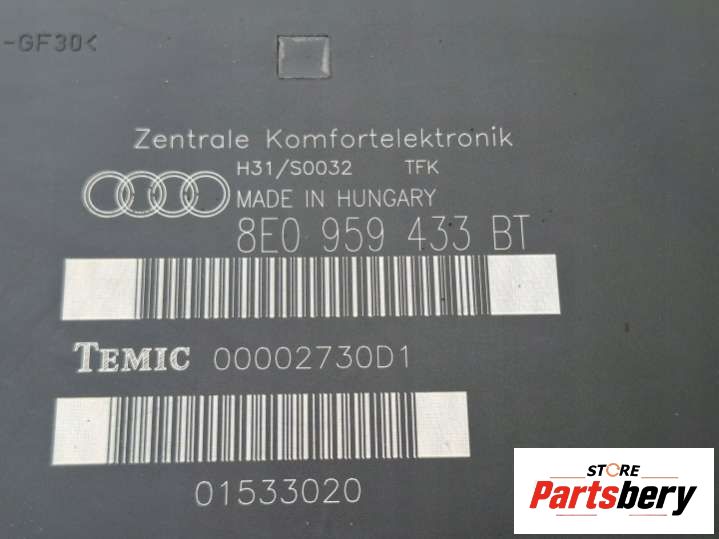 -GF30<
Zentrale Komfortelektronik
H31/S0032 TFK
MADE IN HUNGARY
8E0 959 433 BT
TEMIC 00002730D1
01533020
STORE
Partsbery